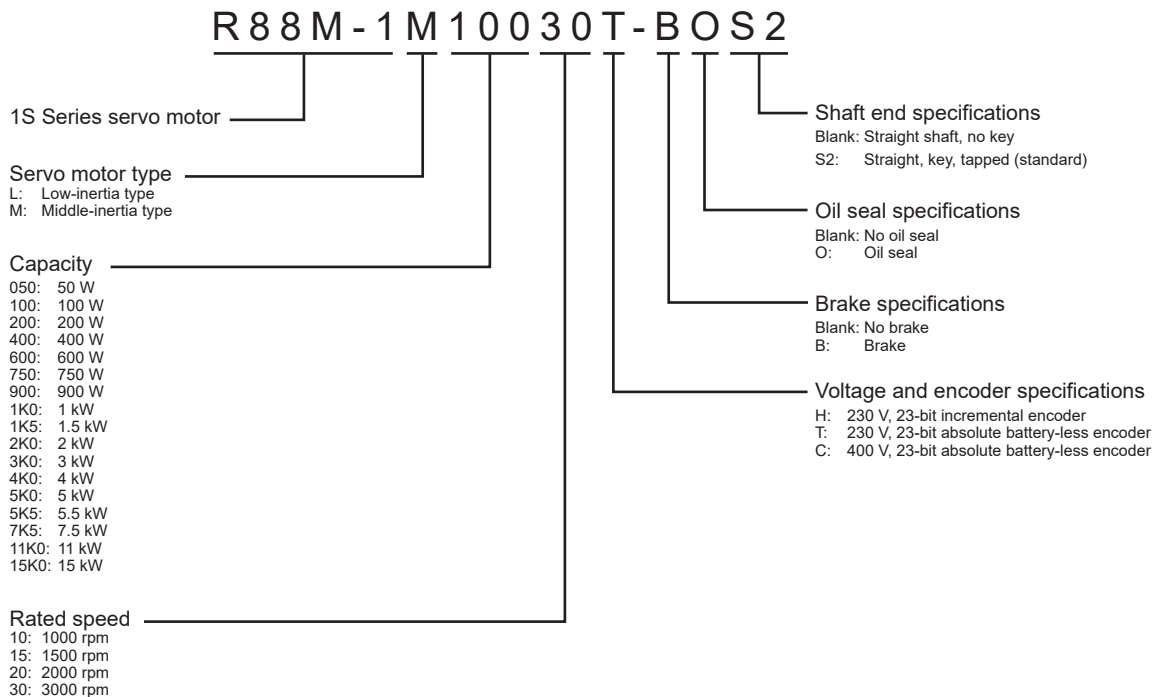 R88M-1M10030T-BOS2
1S Series servo motor
Servo motor type
L: Low-inertia type
M: Middle-inertia type
Capacity
050: 50 W
100: 100 W
200: 200 W
400: 400 W
600: 600 W
750: 750 W
900: 900 W
1K0: 1 kW
1K5: 1.5 kW
2K0: 2 kW
3K0: 3 kW
4K0: 4 kW
5K0: 5 kW
5K5: 5.5 kW
7K5: 7.5 kW
11K0: 11 kW
15K0: 15 kW
Rated speed
10: 1000 rpm
15: 1500 rpm
20: 2000 rpm
30: 3000 rpm
Shaft end specifications
Blank: Straight shaft, no key
S2: Straight, key, tapped (standard)
Oil seal specifications
Blank: No oil seal
O: Oil seal
Brake specifications
Blank: No brake
B: Brake
Voltage and encoder specifications
H: 230 V, 23-bit incremental encoder
T: 230 V, 23-bit absolute battery-less encoder
C: 400 V, 23-bit absolute battery-less encoder